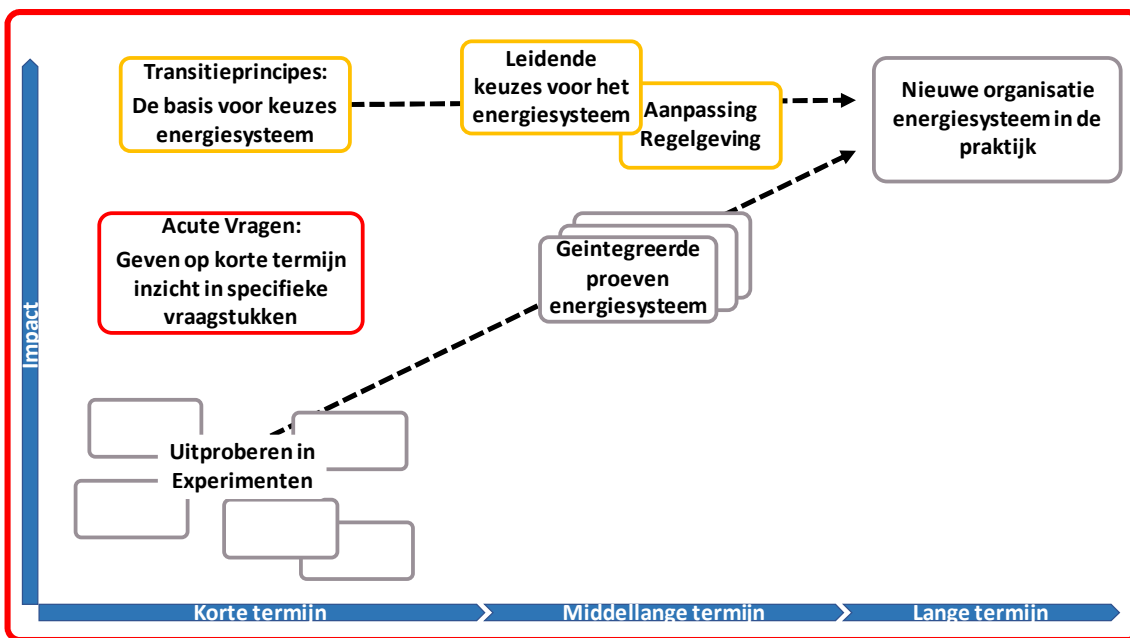 Transitieprincipes:
De basis voor keuzes
energiesysteem
Leidende
keuzes voor het
energiesysteem
Aanpassing
Regelgeving
Nieuwe organisatie
energiesysteem in de
praktijk
Acute Vragen:
Geven op korte termijn
inzicht in specifieke
vraagstukken
Geintegreerde
proeven
energiesysteem
Impact
Uitproberen in
Experimenten
Korte termijn
Middellange termijn
Lange termijn